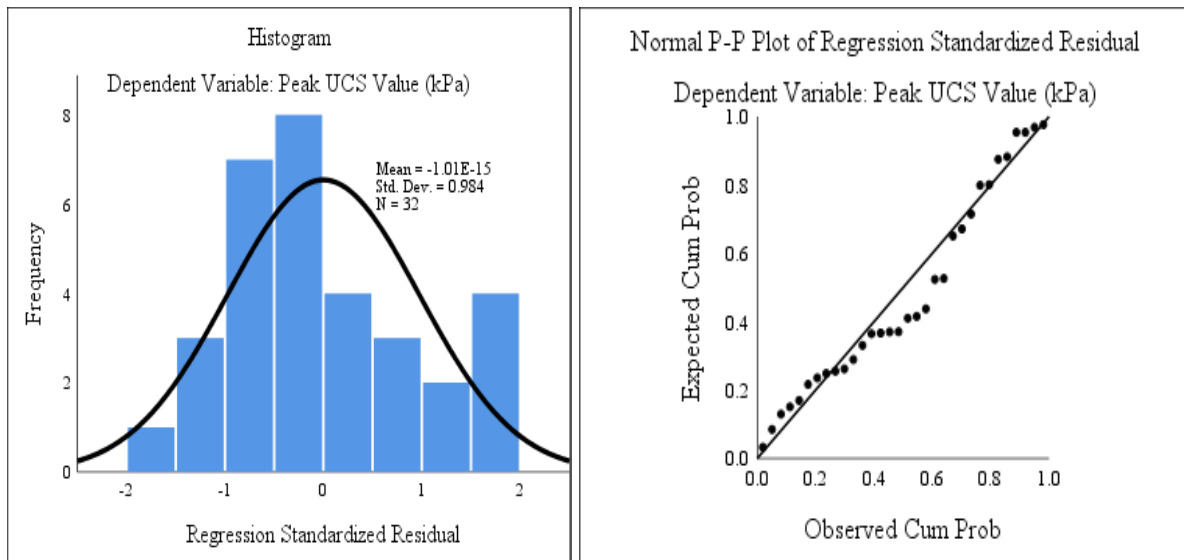 Histogram
Dependent Variable: Peak UCS Value (kPa)
Mean = -1.01E-15
Std. Dev. = 0.984
N = 32
Frequency
8
6
4
2
0
-2 -1 0 1 2
Regression Standardized Residual
Normal P-P Plot of Regression Standardized Residual
Dependent Variable: Peak UCS Value (kPa)
Expected Cum Prob
1.0
0.8
0.6
0.4
0.2
0.0
0.0 0.2 0.4 0.6 0.8 1.0
Observed Cum Prob